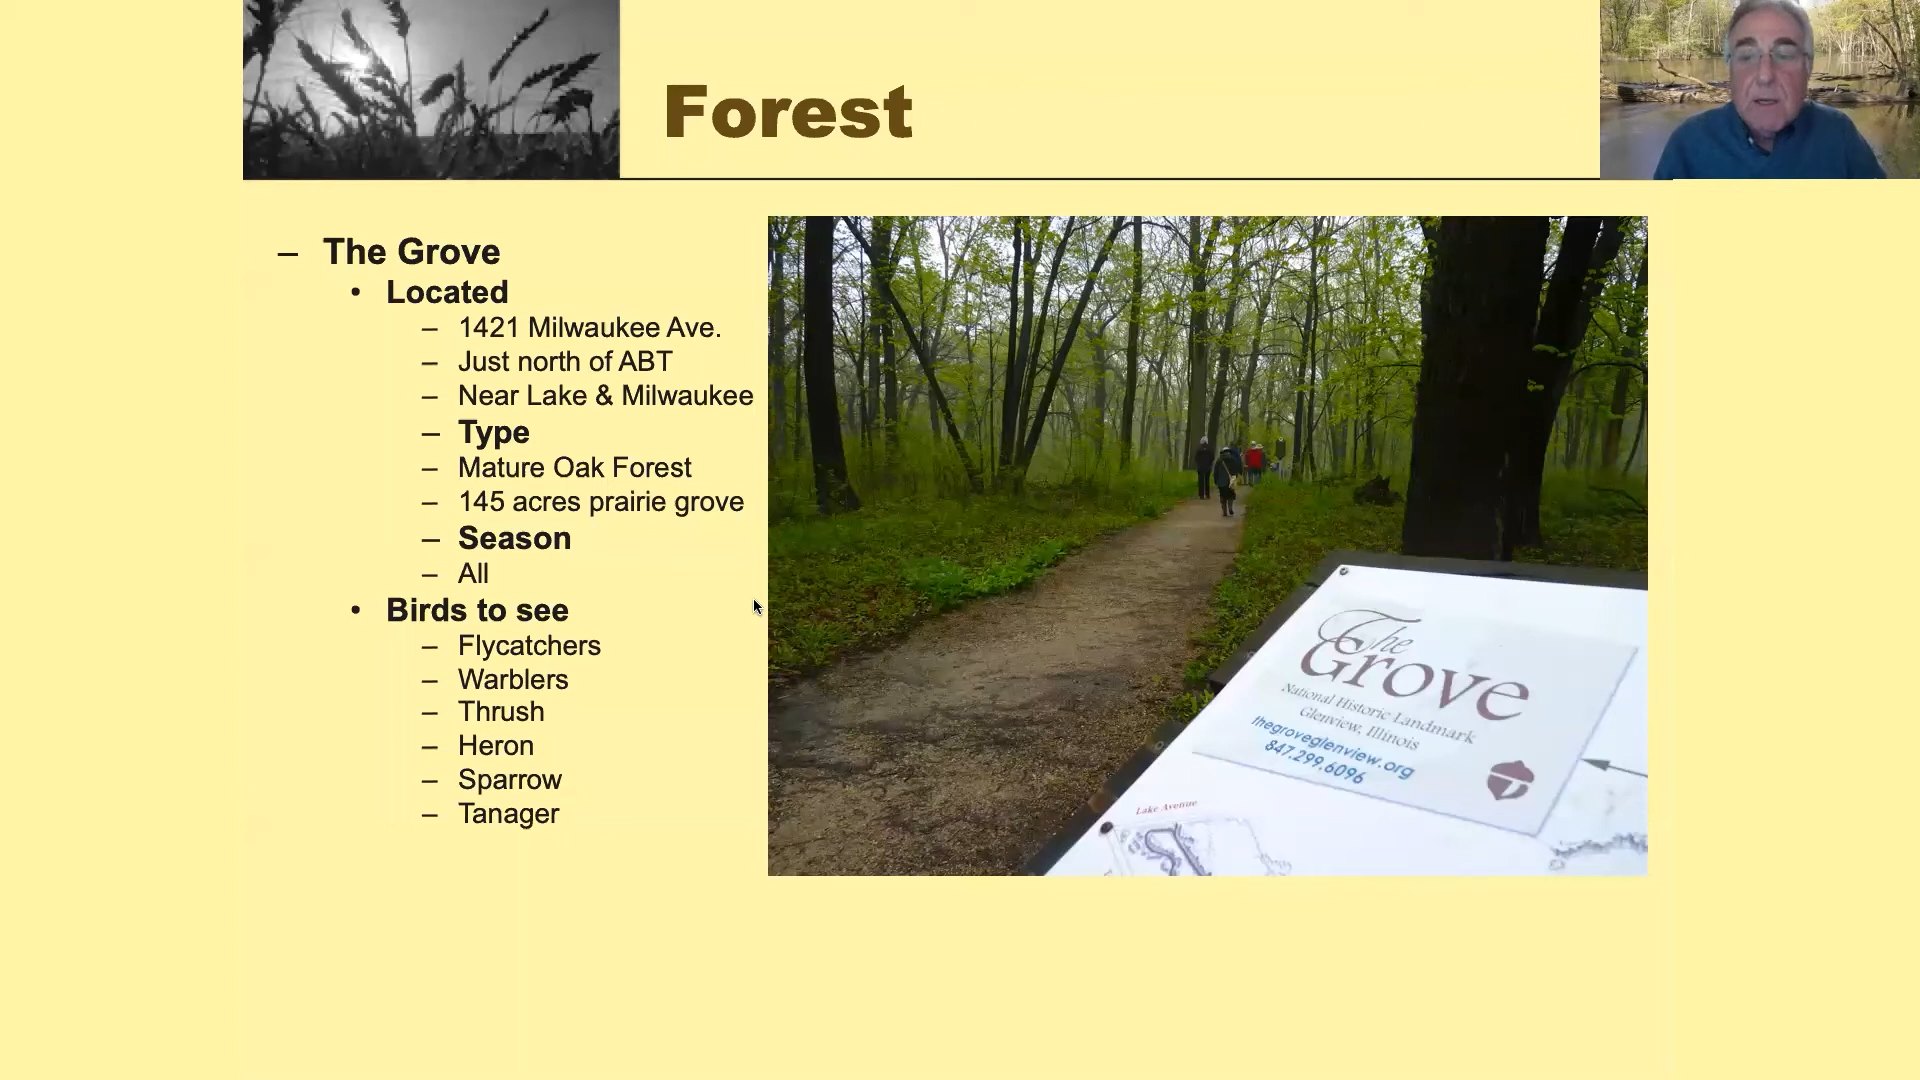 Forest
– The Grove
• Located
– 1421 Milwaukee Ave.
– Just north of ABT
– Near Lake & Milwaukee
– Type
– Mature Oak Forest
– 145 acres prairie grove
– Season
– All
• Birds to see
– Flycatchers
– Warblers
– Thrush
– Heron
– Sparrow
– Tanager
The
Grove
National Historic Landmark
Glenview, Illinois
thegroveglenview.org
847.299.6096
Lake Avenue